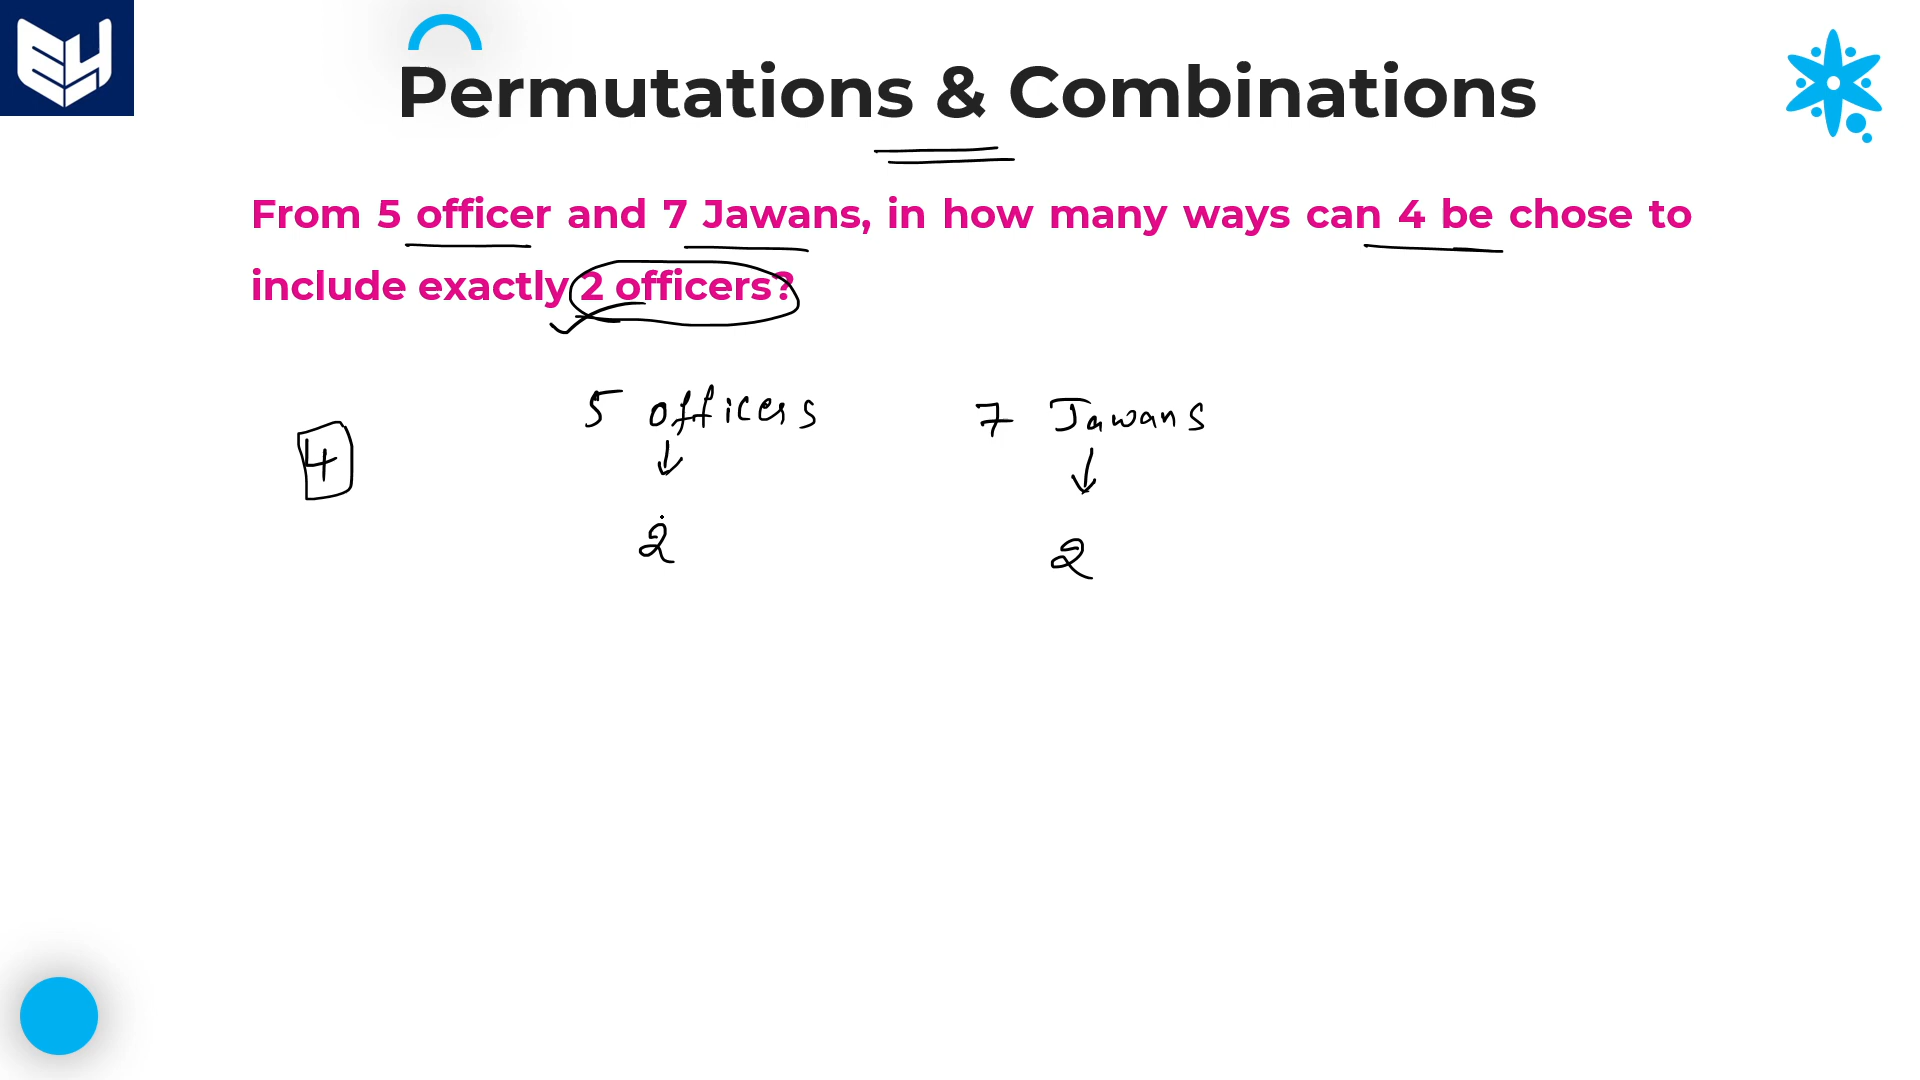 Permutations & Combinations
From 5 officer and 7 Jawans, in how many ways can 4 be chose to
include exactly 2 officers?
5 officers 7 Jawans
4
2 2